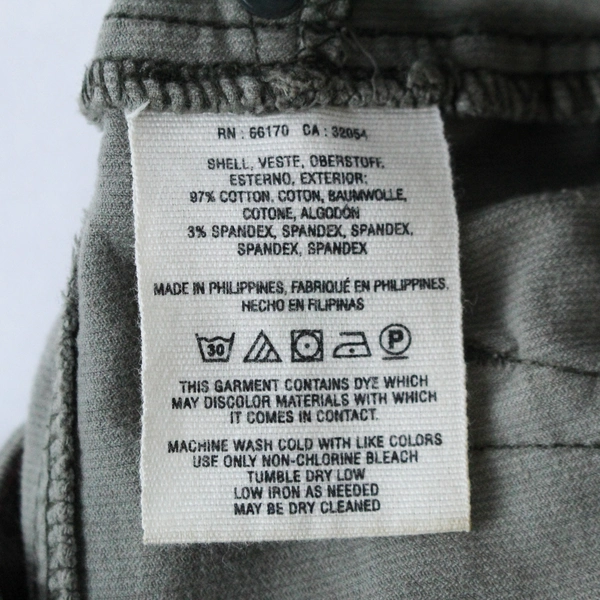 RN : 66170 CA : 32054
SHELL, VESTE, OBERSTUFF,
ESTERNO, EXTERIOR:
97% COTTON, COTON, BAUMWOLLE,
COTONE, ALGODÓN
3% SPANDEX, SPANDEX, SPANDEX,
SPANDEX, SPANDEX
MADE IN PHILIPPINES, FABRIQUÉ EN PHILIPPINES.
HECHO EN FILIPINAS
30 P
THIS GARMENT CONTAINS DYE WHICH
MAY DISCOLOR MATERIALS WITH WHICH
IT COMES IN CONTACT.
MACHINE WASH COLD WITH LIKE COLORS
USE ONLY NON-CHLORINE BLEACH
TUMBLE DRY LOW
LOW IRON AS NEEDED
MAY BE DRY CLEANED